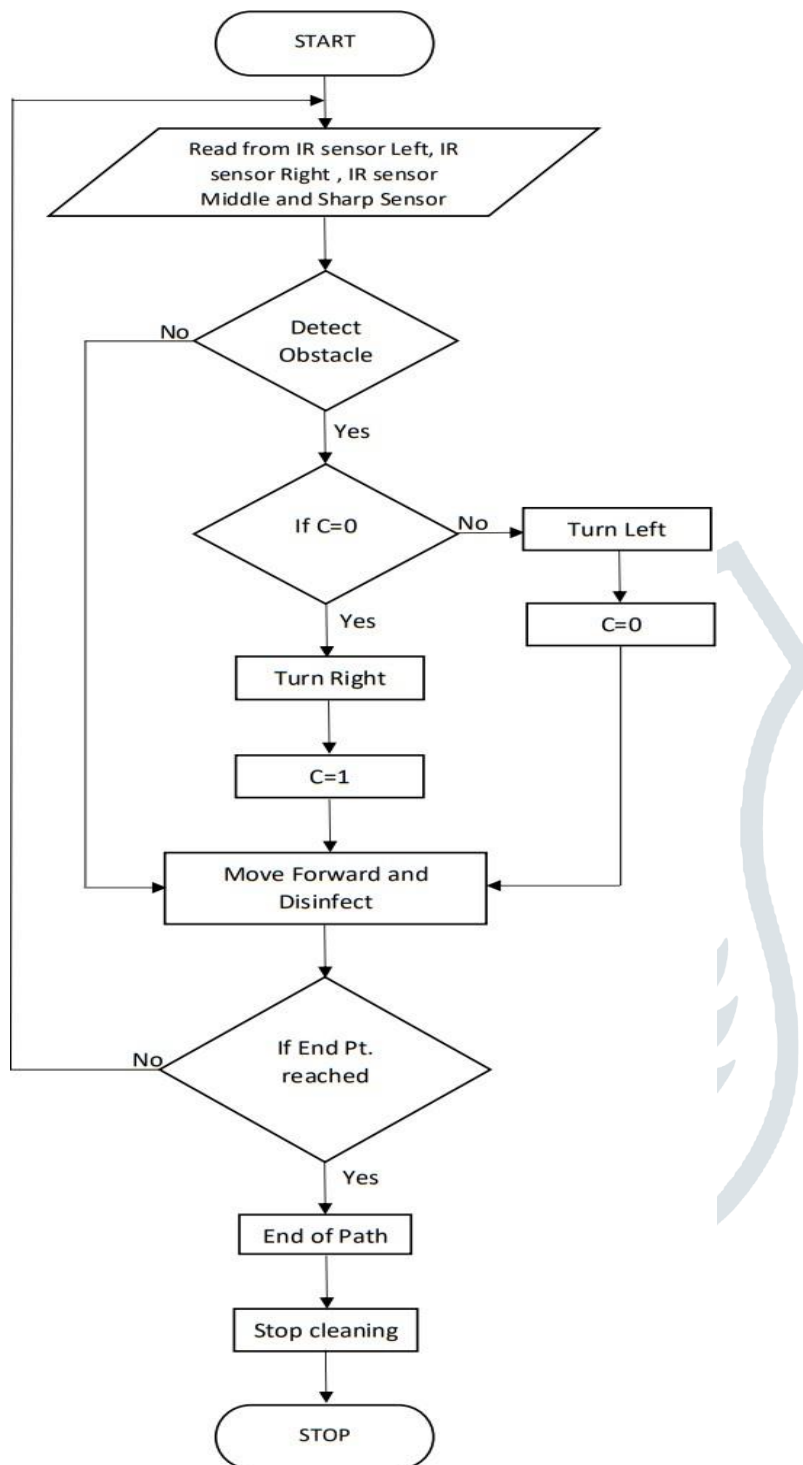 START
Read from IR sensor Left, IR
sensor Right , IR sensor
Middle and Sharp Sensor
No
Detect
Obstacle
Yes
If C=0
No
Turn Left
Yes
C=0
Turn Right
C=1
Move Forward and
Disinfect
No
If End Pt.
reached
Yes
End of Path
Stop cleaning
STOP